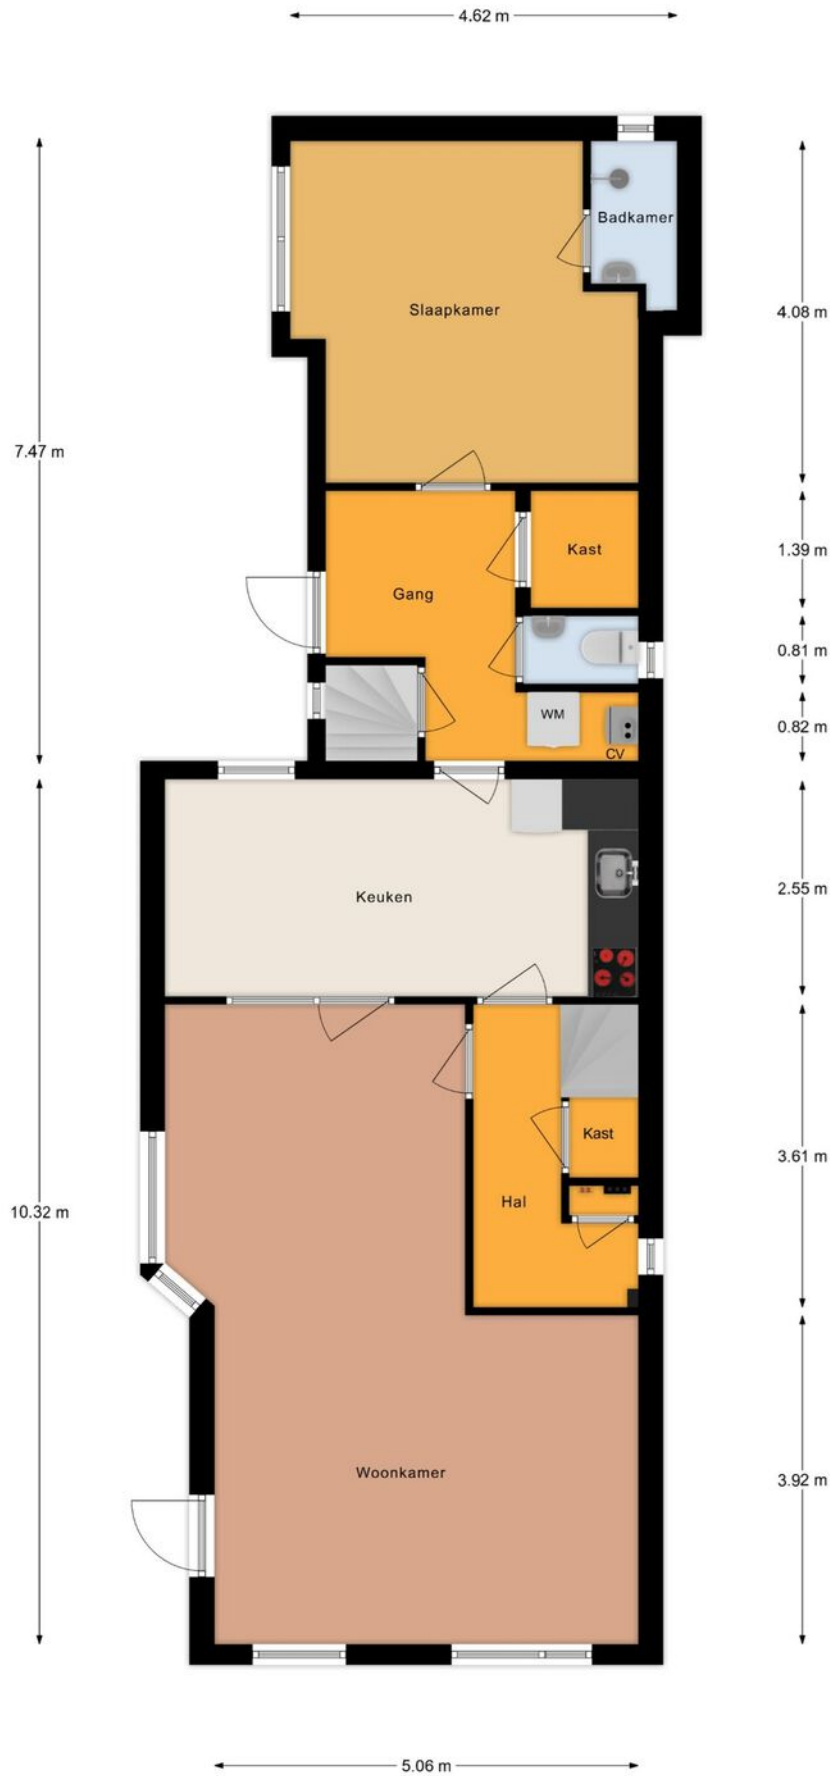 4.62 m
Badkamer
Slaapkamer
4.08 m
7.47 m
Kast
1.39 m
Gang
0.81 m
WM
0.82 m
CV
2.55 m
Keuken
Kast
3.61 m
Hal
10.32 m
Woonkamer
3.92 m
5.06 m